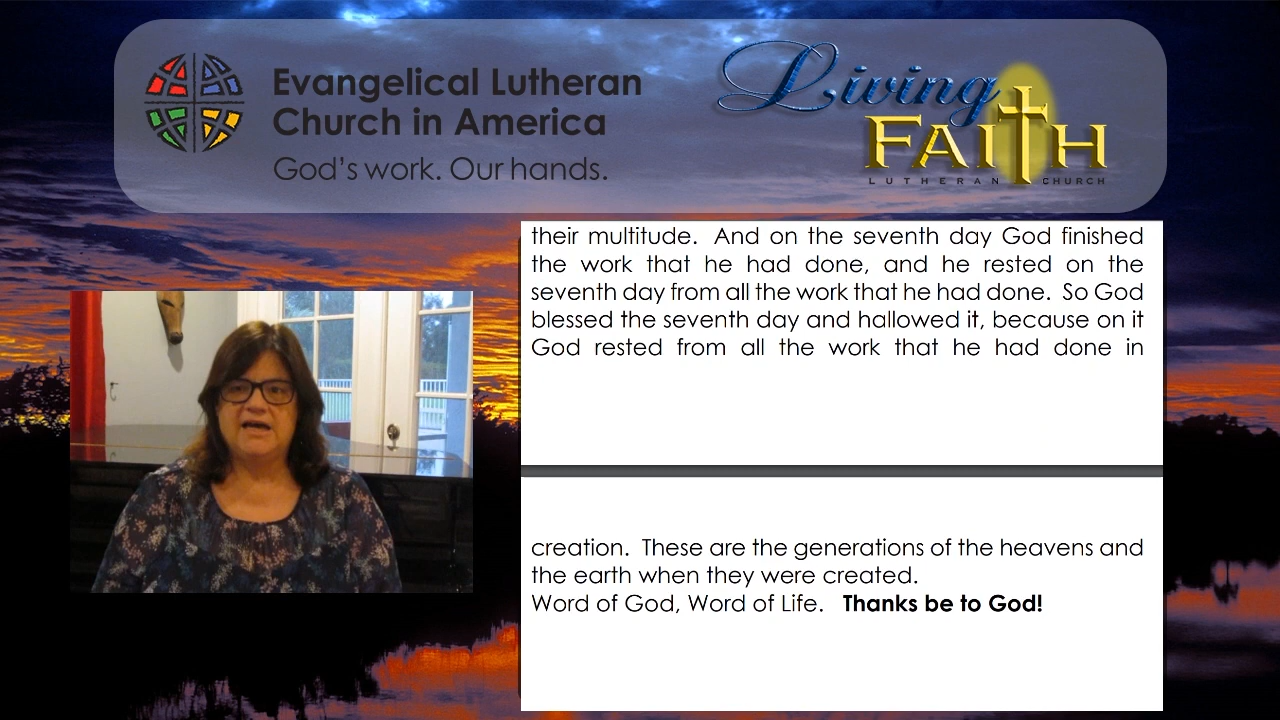 Evangelical Lutheran
Church in America
God's work. Our hands.
Living
FAITH
LUTHERAN CHURCH
their multitude. And on the seventh day God finished
the work that he had done, and he rested on the
seventh day from all the work that he had done. So God
blessed the seventh day and hallowed it, because on it
God rested from all the work that he had done in
creation. These are the generations of the heavens and
the earth when they were created.
Word of God, Word of Life. Thanks be to God!